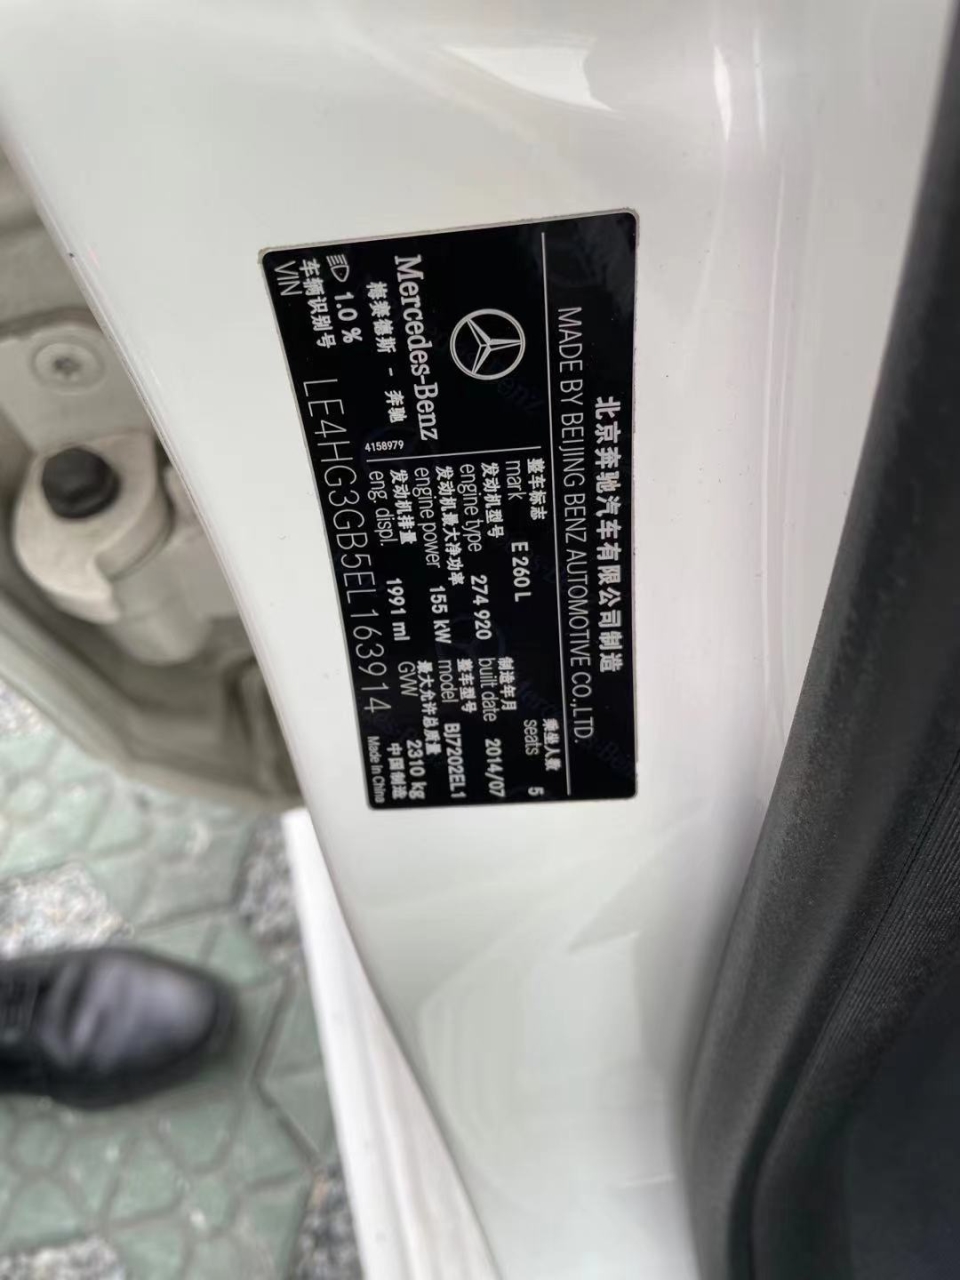 北京奔驰汽车有限公司制造
MADE BY BEIJING BENZ AUTOMOTIVE CO.,LTD.
Mercedes-Benz
梅赛德斯 - 奔驰
1.0 %
4158979
整车标志 乘坐人数
mark E 260 L seats 5
发动机型号 制造年月
engine type 274 920 built date 2014/07
发动机最大净功率 整车型号
engine power 155 kW model BJ7202EL1
发动机排量 最大允许总质量
eng. displ. 1991 ml GVW 2310 kg
车辆识别号 中国制造
VIN LE4HG3GB5EL163914 Made In China